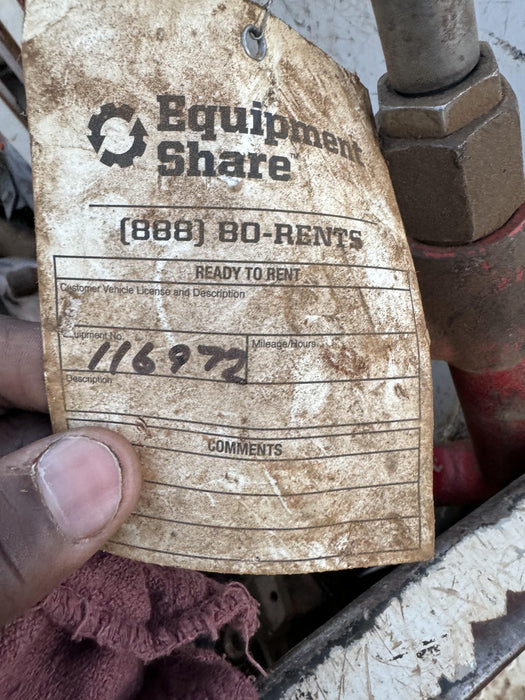 Equipment
Share
(888) 80-RENTS
READY TO RENT
Customer Vehicle License and Description
Equipment No.
Mileage/Hours
116972
Description
COMMENTS